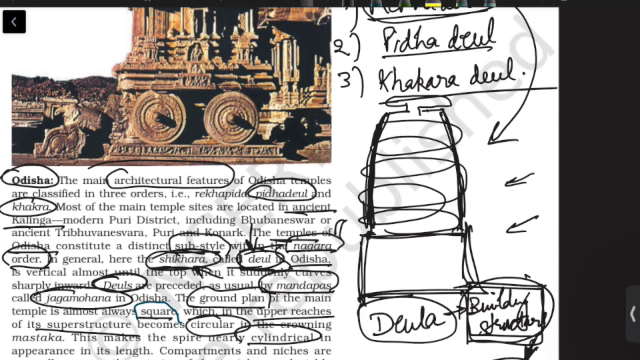 2) Pidha deul
3) Khakara deul.
Odisha: The main architectural features of Odisha temples
are classified in three orders, i.e., rekhapida, pidhadeul and
khakra. Most of the main temple sites are located in ancient
Kalinga—modern Puri District, including Bhubaneswar or
ancient Tribhuvanesvara, Puri and Konark. The temples of
Odisha constitute a distinct sub-style within the nagara
order. In general, here the shikhara, called deul in Odisha,
is vertical almost until the top when it suddenly curves
sharply inwards. Deuls are preceded, as usual, by mandapas
called jagamohana in Odisha. The ground plan of the main
temple is almost always square, which, in the upper reaches
of its superstructure becomes circular in the crowning
mastaka. This makes the spire nearly cylindrical in
appearance in its length. Compartments and niches are
Deula → Building
structure